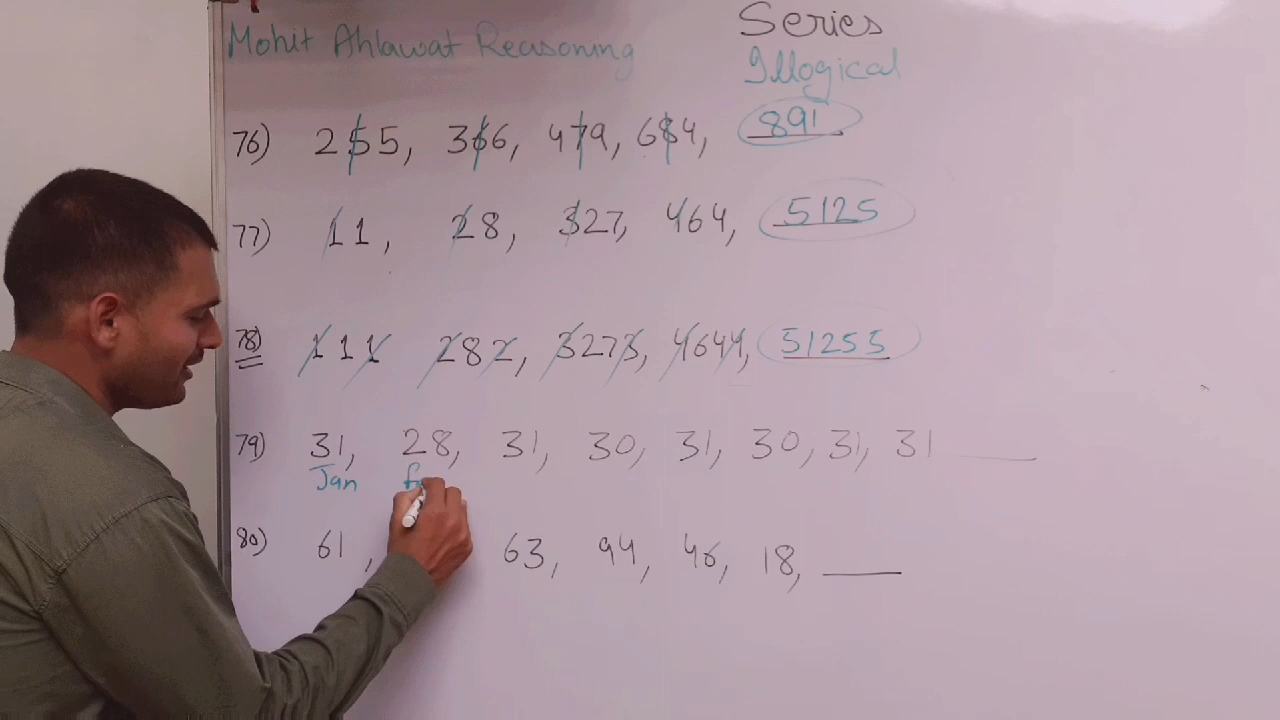 Mohit Ahlawat Reasoning
Series
Illogical
76) 255, 366, 479, 684, 891
77) 11, 28, 327, 464, 5125
78) 111 282, 3273, 4644, 51255
79) 31, 28, 31, 30, 31, 30, 31, 31 ____
Jan
80) 61, 63, 94, 46, 18, ____